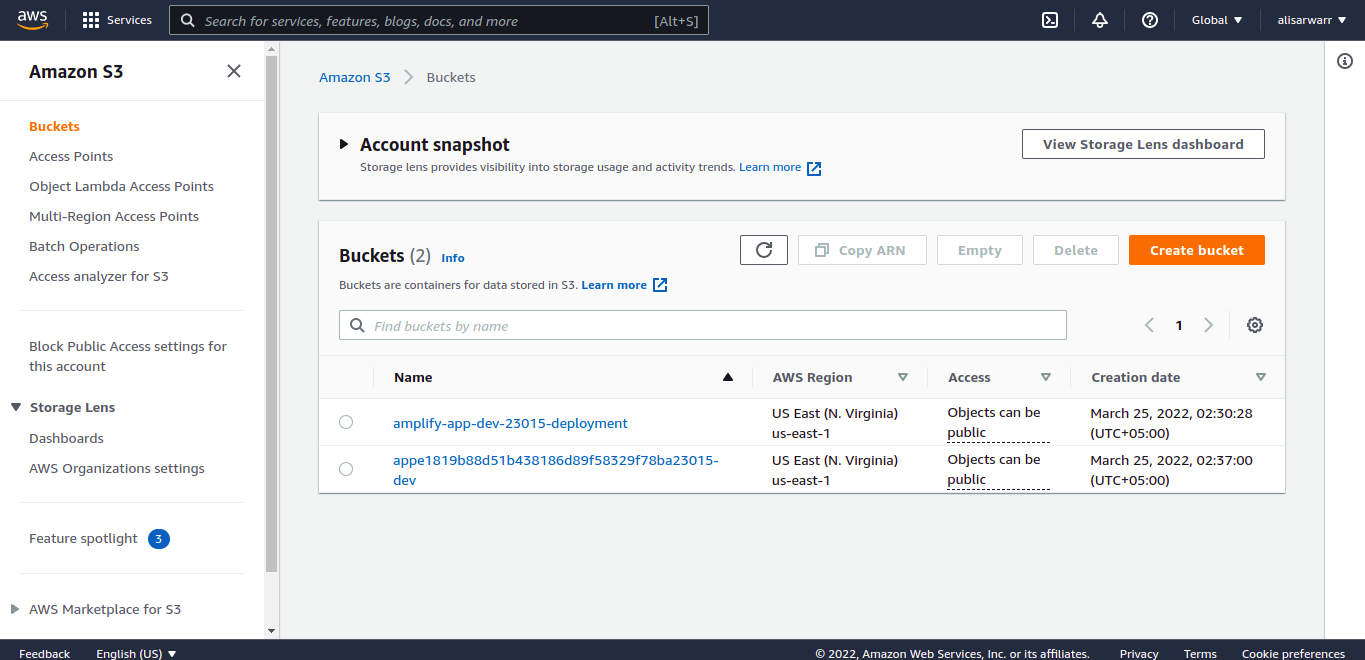 aws
Services
Search for services, features, blogs, docs, and more
[Alt+S]
Global
alisarwarr
Amazon S3
Buckets
Access Points
Object Lambda Access Points
Multi-Region Access Points
Batch Operations
Access analyzer for S3
Block Public Access settings for
this account
Storage Lens
Dashboards
AWS Organizations settings
Feature spotlight 3
AWS Marketplace for S3
Amazon S3 > Buckets
Account snapshot
Storage lens provides visibility into storage usage and activity trends. Learn more
View Storage Lens dashboard
Buckets (2) Info
Buckets are containers for data stored in S3. Learn more
Copy ARN
Empty
Delete
Create bucket
Find buckets by name
1
Name
AWS Region
Access
Creation date
amplify-app-dev-23015-deployment
US East (N. Virginia)
us-east-1
Objects can be
public
March 25, 2022, 02:30:28
(UTC+05:00)
appe1819b88d51b438186d89f58329f78ba23015-
dev
US East (N. Virginia)
us-east-1
Objects can be
public
March 25, 2022, 02:37:00
(UTC+05:00)
Feedback
English (US)
© 2022, Amazon Web Services, Inc. or its affiliates.
Privacy
Terms
Cookie preferences